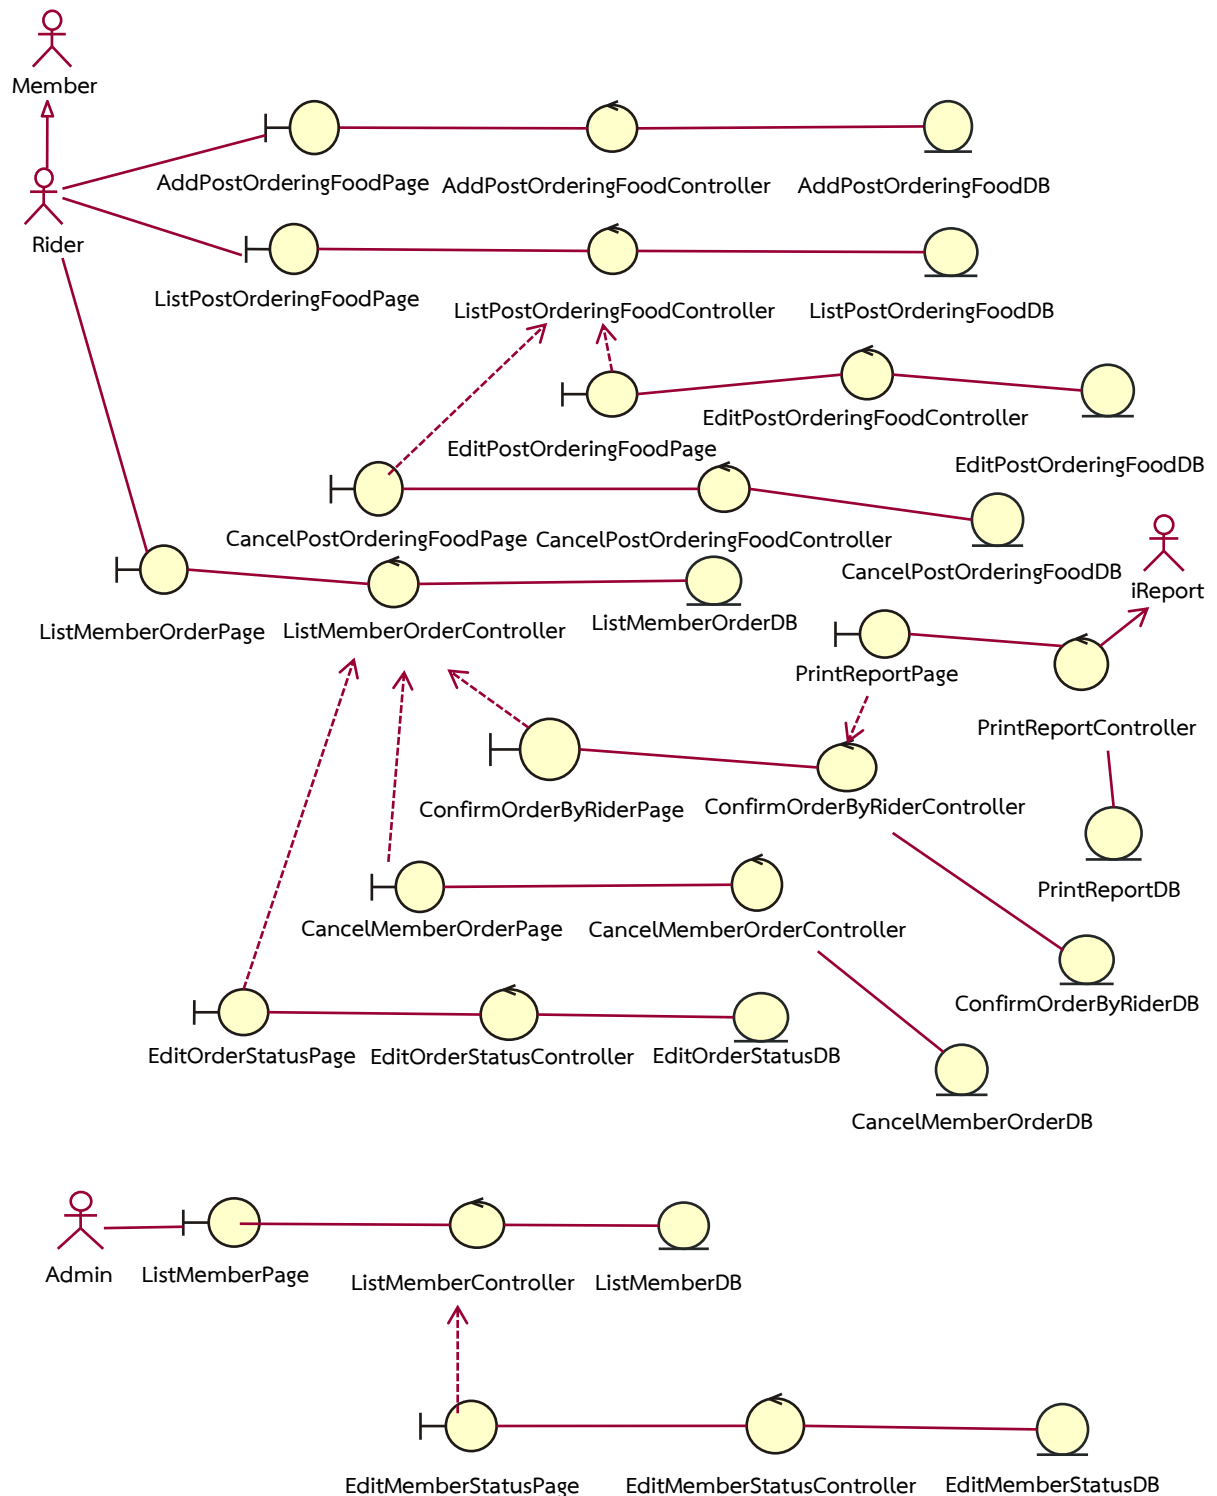 Member
AddPostOrderingFoodPage
AddPostOrderingFoodController
AddPostOrderingFoodDB
Rider
ListPostOrderingFoodPage
ListPostOrderingFoodController
ListPostOrderingFoodDB
EditPostOrderingFoodPage
EditPostOrderingFoodController
EditPostOrderingFoodDB
CancelPostOrderingFoodPage
CancelPostOrderingFoodController
CancelPostOrderingFoodDB
iReport
ListMemberOrderPage
ListMemberOrderController
ListMemberOrderDB
PrintReportPage
PrintReportController
ConfirmOrderByRiderPage
ConfirmOrderByRiderController
PrintReportDB
CancelMemberOrderPage
CancelMemberOrderController
ConfirmOrderByRiderDB
EditOrderStatusPage
EditOrderStatusController
EditOrderStatusDB
CancelMemberOrderDB
Admin
ListMemberPage
ListMemberController
ListMemberDB
EditMemberStatusPage
EditMemberStatusController
EditMemberStatusDB